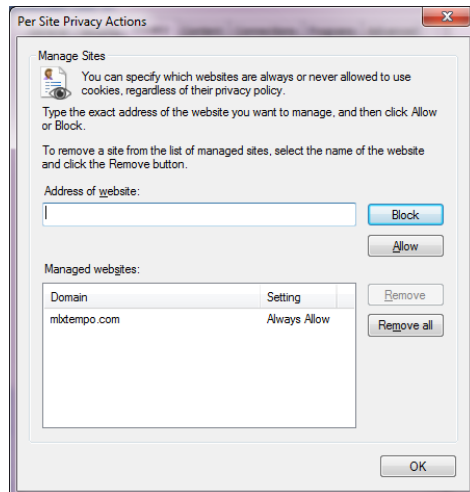 Per Site Privacy Actions
Manage Sites
You can specify which websites are always or never allowed to use
cookies, regardless of their privacy policy.
Type the exact address of the website you want to manage, and then click Allow
or Block.
To remove a site from the list of managed sites, select the name of the website
and click the Remove button.
Address of website:
Block
Allow
Managed websites:
Domain Setting
Remove
mlxtempo.com Always Allow
Remove all
OK